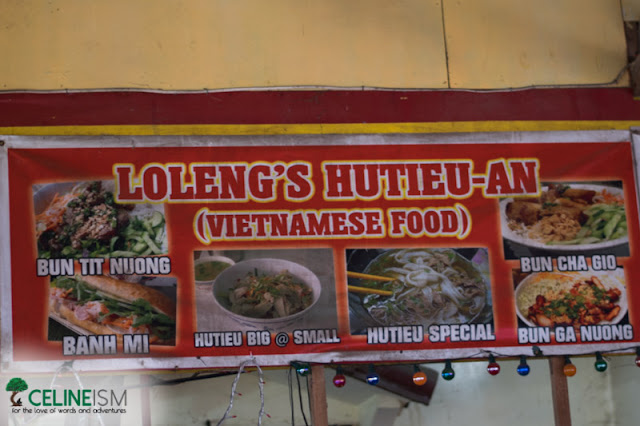 LOLENG'S HUTIEU-AN
(VIETNAMESE FOOD)
BUN TIT NUONG
BUN CHA GIO
BANH MI
HUTIEU BIG @ SMALL
HUTIEU SPECIAL
BUN GA NUONG
CELINEISM
for the love of words and adventures